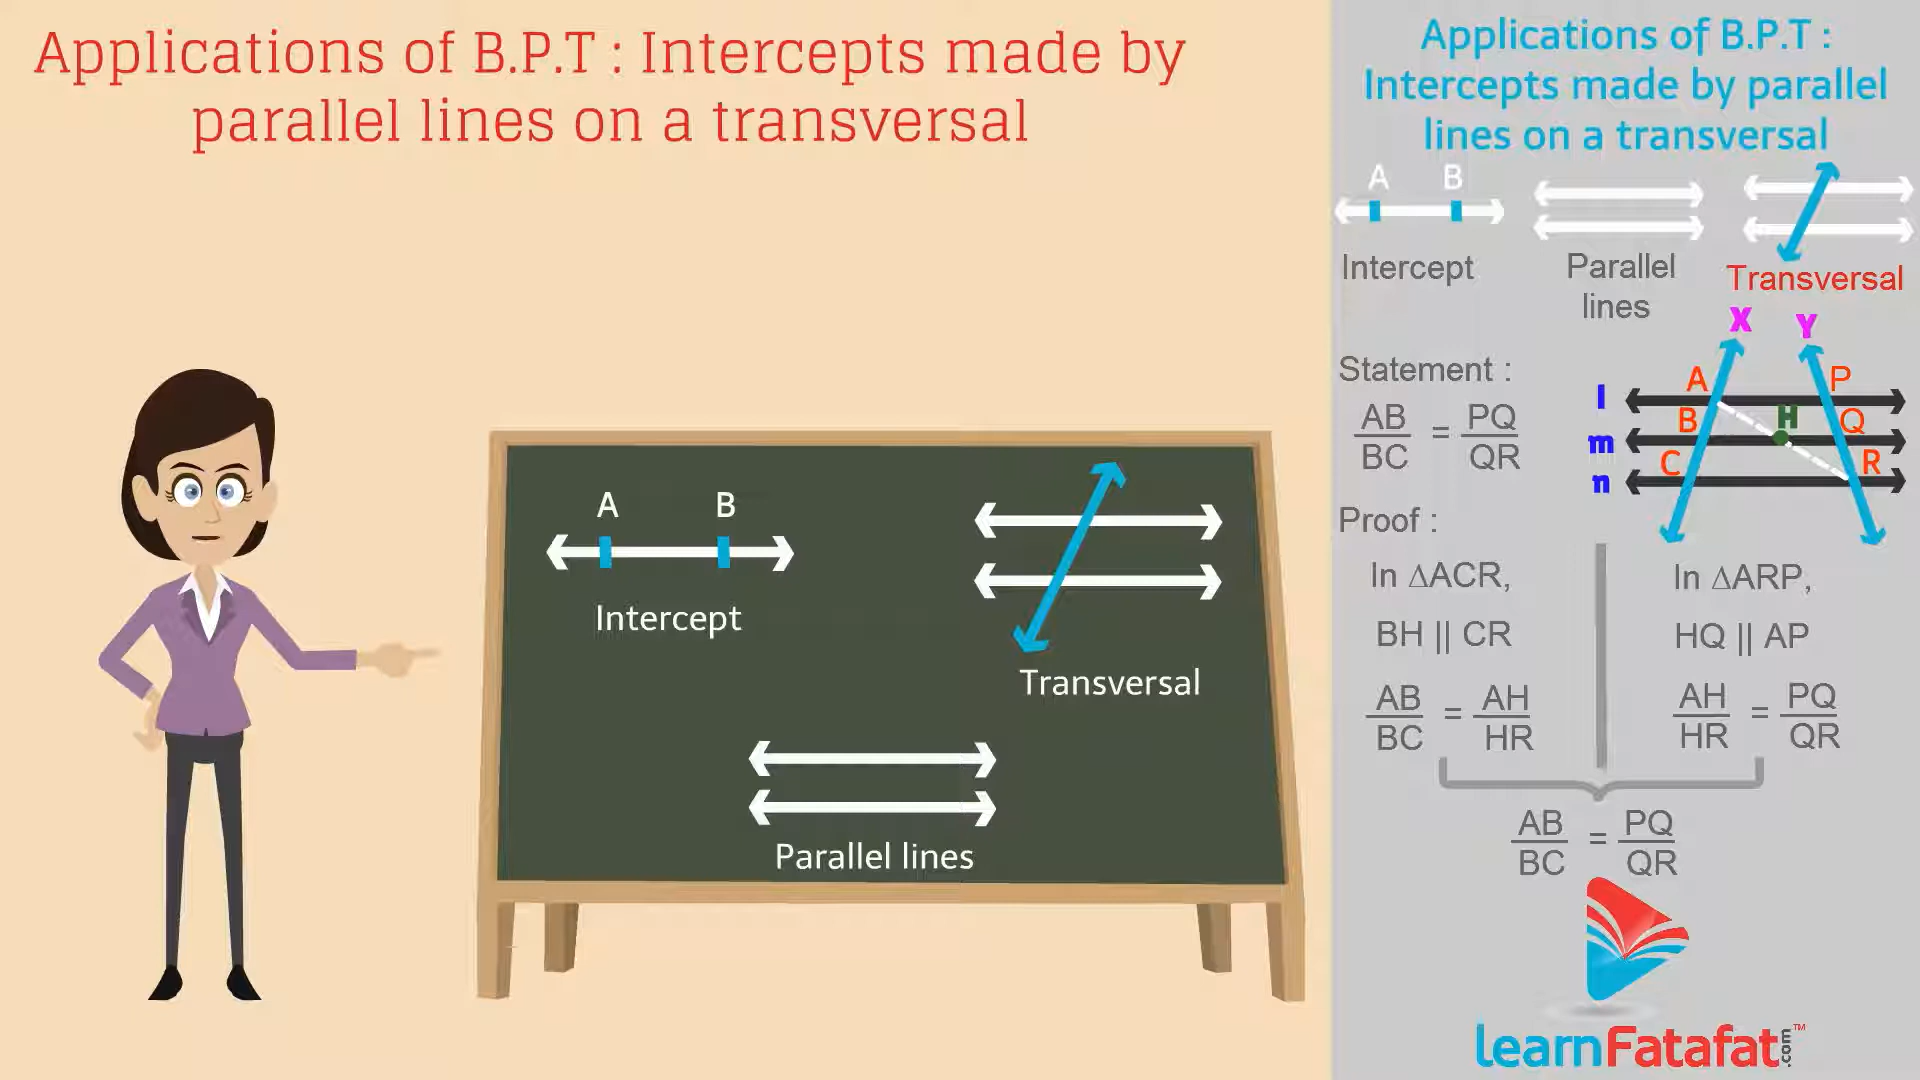 Applications of B.P.T : Intercepts made by
parallel lines on a transversal
A B
Intercept
Transversal
Parallel lines
Applications of B.P.T :
Intercepts made by parallel
lines on a transversal
A B
Intercept
Parallel
lines
Transversal
X Y
Statement :
AB/BC = PQ/QR
A P
l
B H Q
m
C R
n
Proof :
In ΔACR,
BH || CR
AB/BC = AH/HR
In ΔARP,
HQ || AP
AH/HR = PQ/QR
AB/BC = PQ/QR
learnFatafat.com™